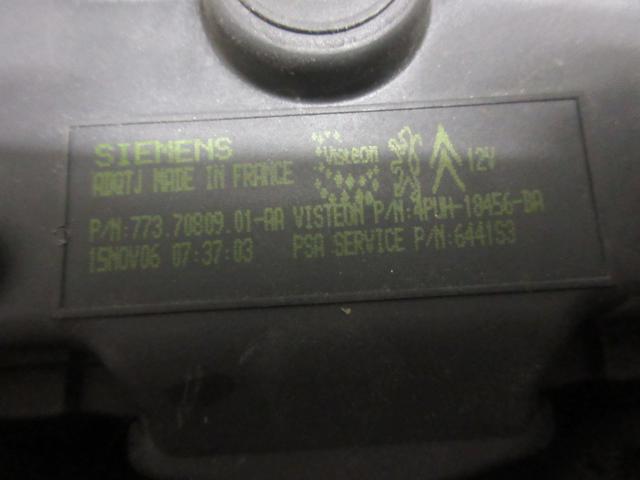 SIEMENS Visteon 12V
ADQTJ MADE IN FRANCE
P/N:773.70809.01-AA VISTEON P/N:4PUH-18456-BA
15NOV06 07:37:03 PSA SERVICE P/N:6441S3